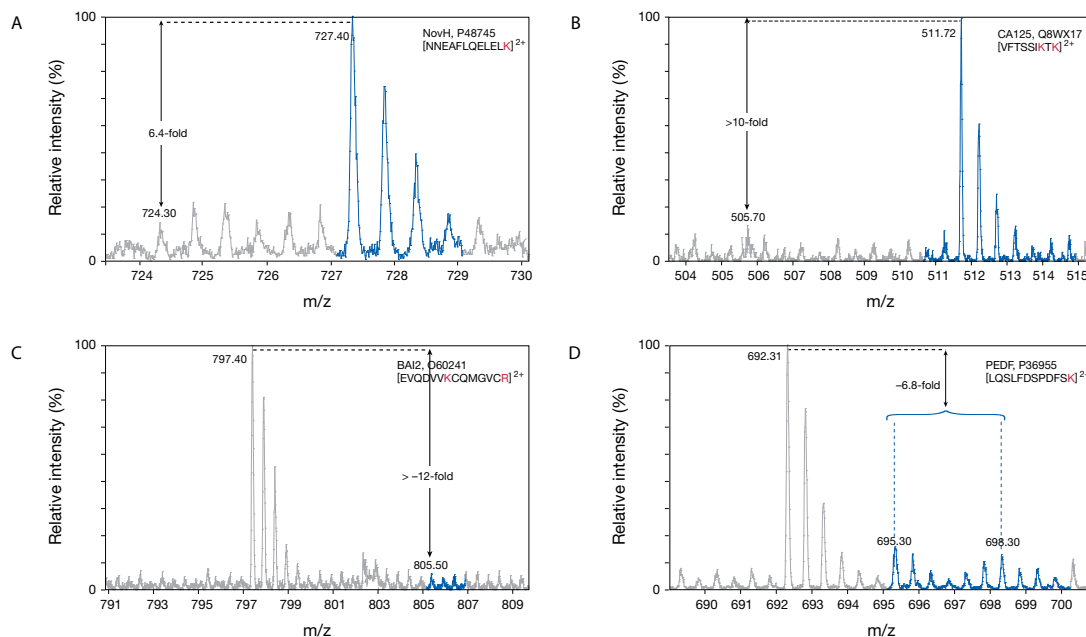 A
Relative intensity (%)
100
0
727.40
NovH, P48745
[NNEAFLQELELK]2+
6.4-fold
724.30
724 725 726 727 728 729 730
m/z
B
Relative intensity (%)
100
0
511.72
CA125, Q8WX17
[VFTSSIKTK]2+
>10-fold
505.70
504 505 506 507 508 509 510 511 512 513 514 515
m/z
C
Relative intensity (%)
100
0
797.40
BAI2, O60241
[EVQDVVKCQMGVCR]2+
> –12-fold
805.50
791 793 795 797 799 801 803 805 807 809
m/z
D
Relative intensity (%)
100
0
692.31
PEDF, P36955
[LQSLFDSPDFSK]2+
–6.8-fold
695.30 698.30
690 691 692 693 694 695 696 697 698 699 700
m/z